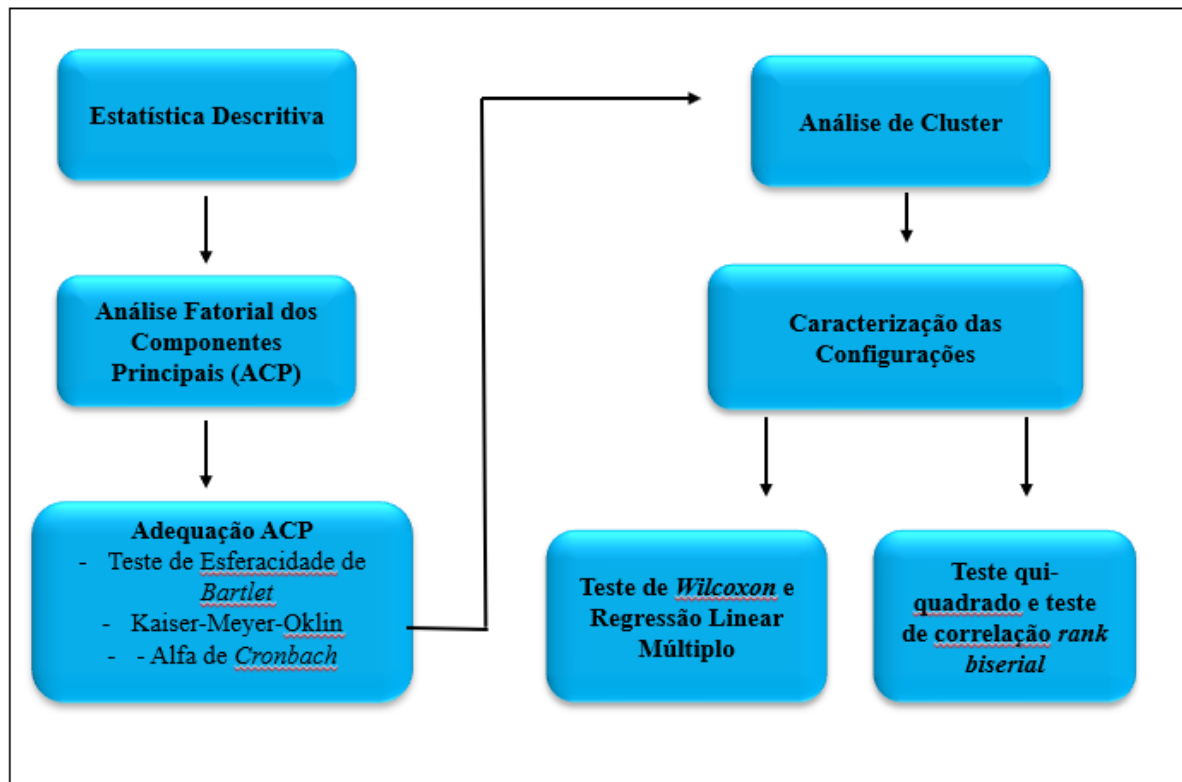 Estatística Descritiva
Análise Fatorial dos
Componentes
Principais (ACP)
Adequação ACP
- Teste de Esferacidade de
Bartlet
- Kaiser-Meyer-Oklin
- - Alfa de Cronbach
Análise de Cluster
Caracterização das
Configurações
Teste de Wilcoxon e
Regressão Linear
Múltiplo
Teste qui-
quadrado e teste
de correlação rank
biserial